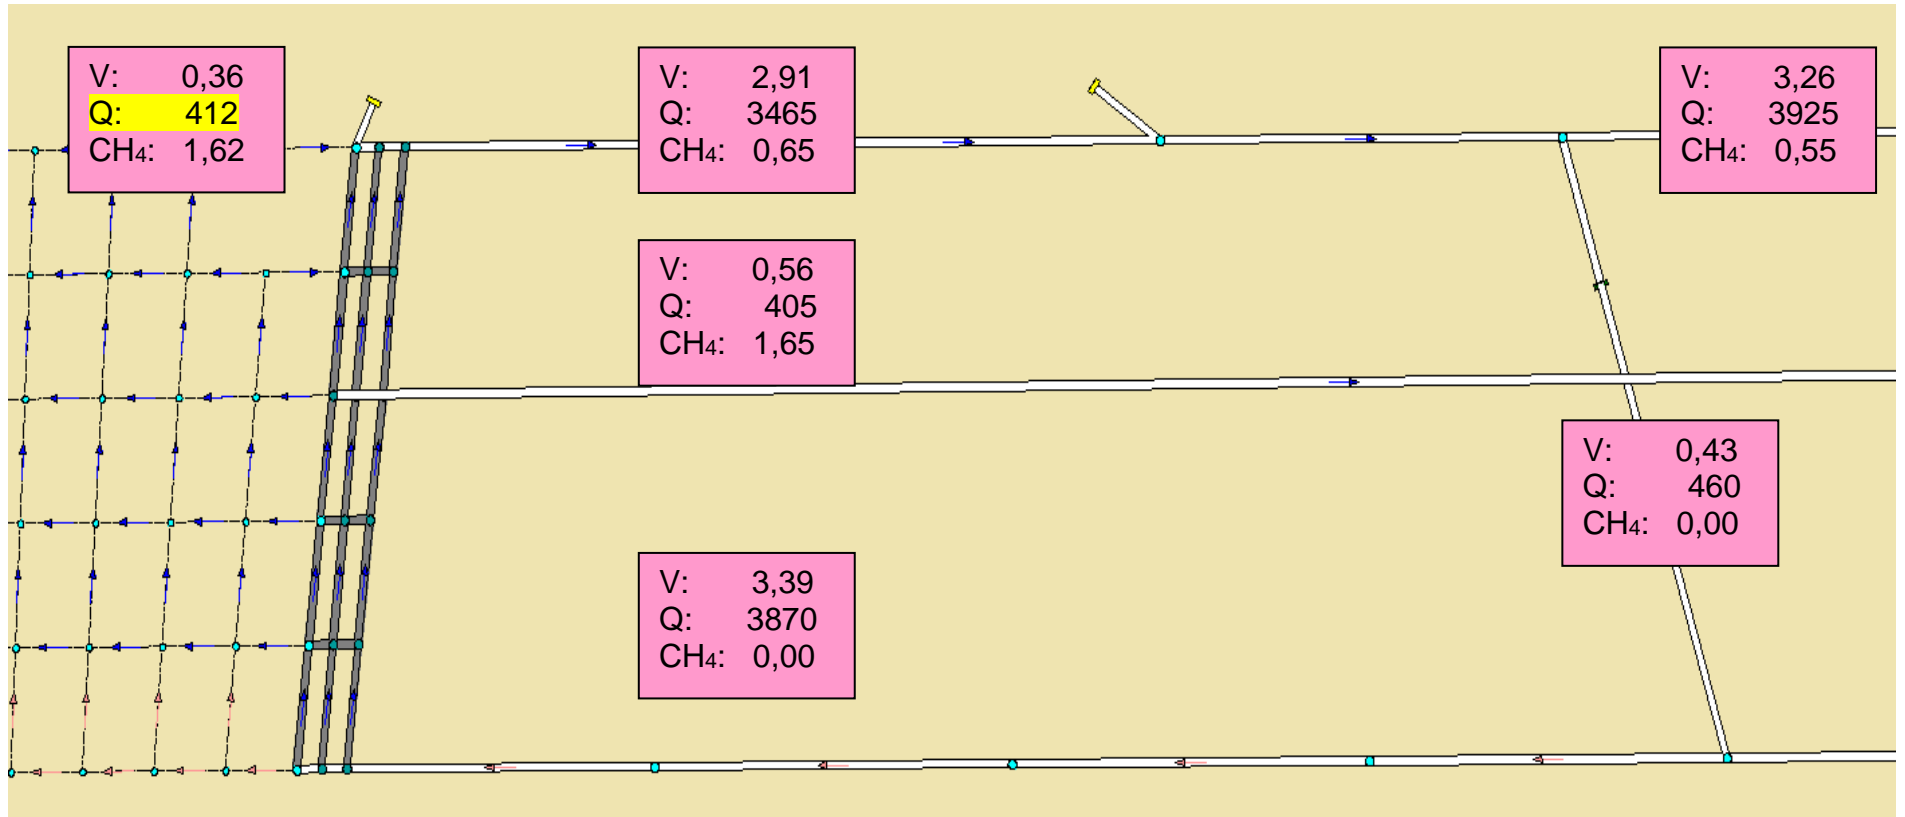 V: 0,36
Q: 412
CH₄: 1,62
V: 2,91
Q: 3465
CH₄: 0,65
V: 3,26
Q: 3925
CH₄: 0,55
V: 0,56
Q: 405
CH₄: 1,65
V: 0,43
Q: 460
CH₄: 0,00
V: 3,39
Q: 3870
CH₄: 0,00